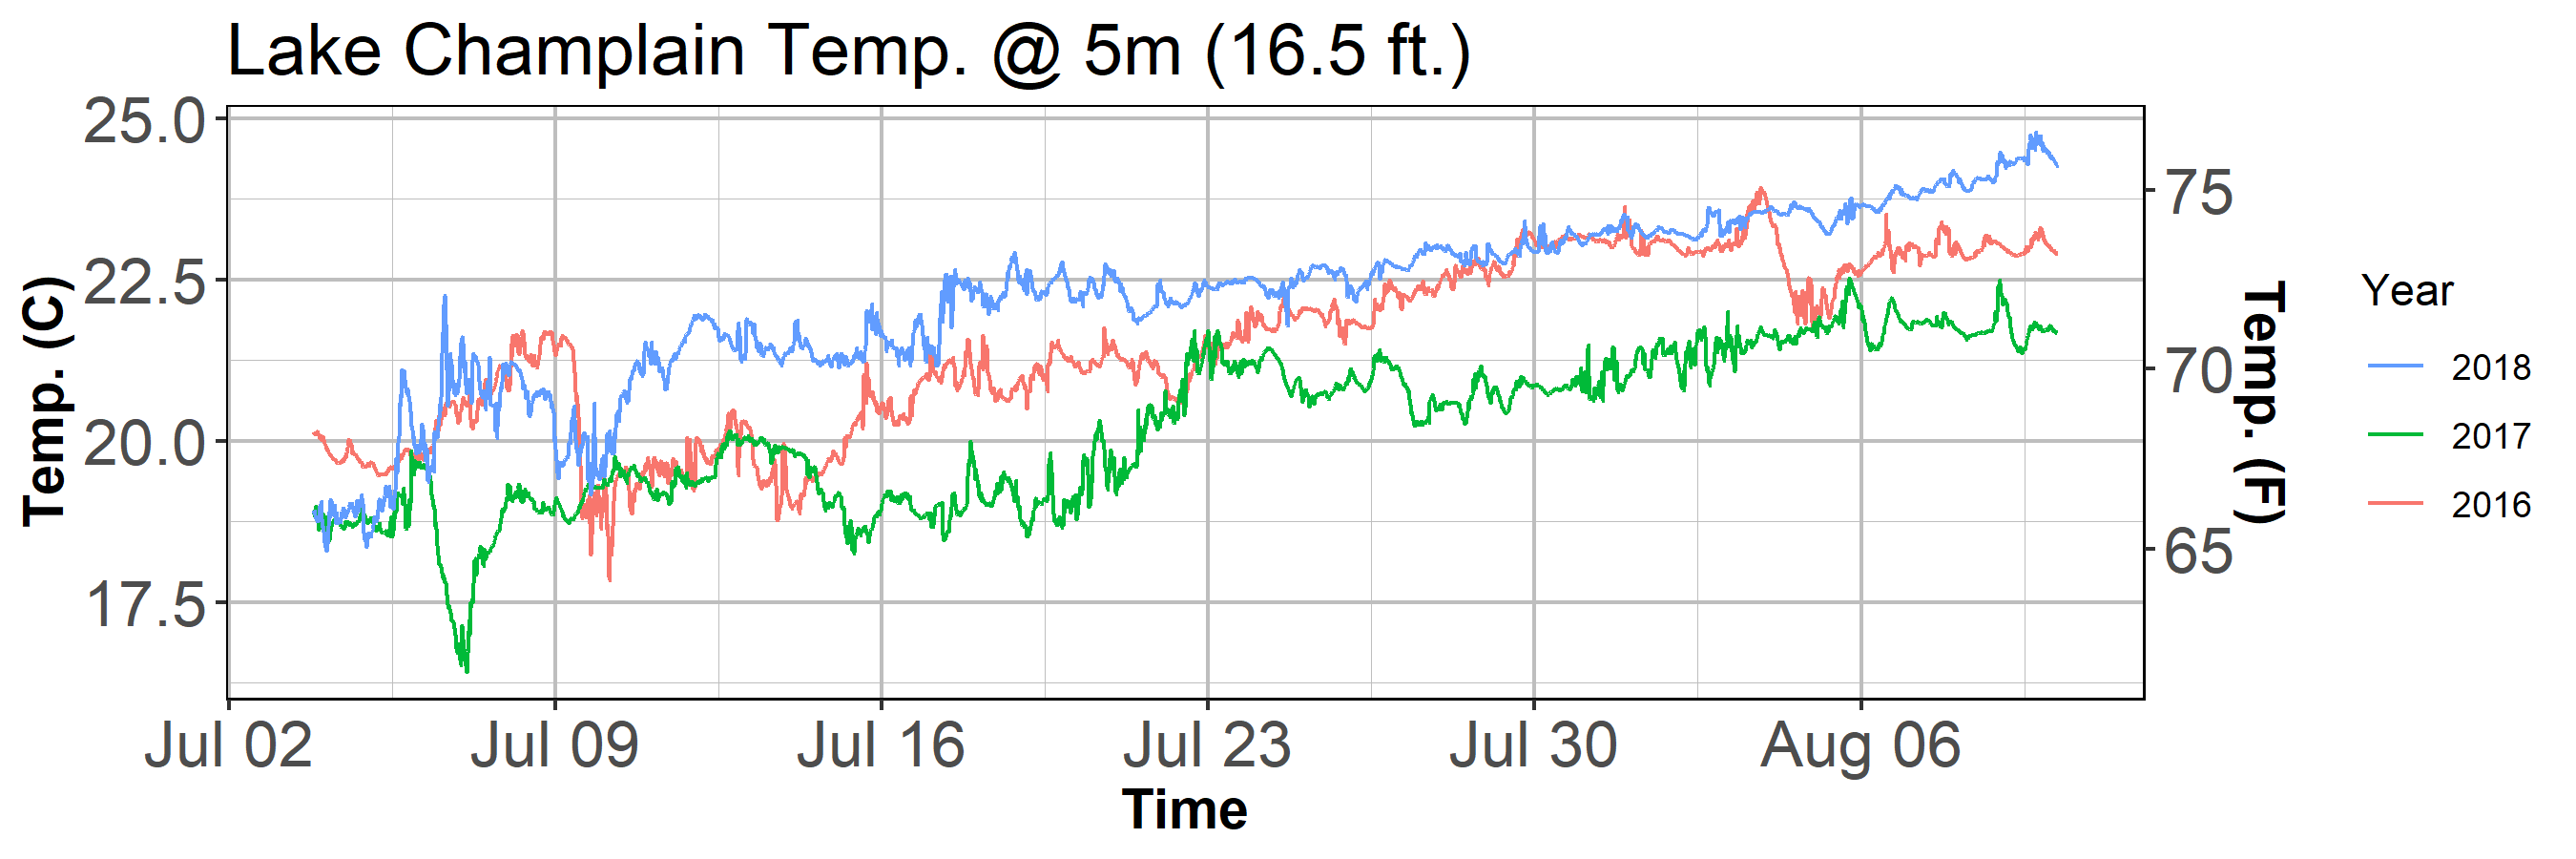 Lake Champlain Temp. @ 5m (16.5 ft.)
Temp. (C)
25.0
22.5
20.0
17.5
Jul 02
Jul 09
Jul 16
Jul 23
Jul 30
Aug 06
Time
75
70
65
Temp. (F)
Year
2018
2017
2016